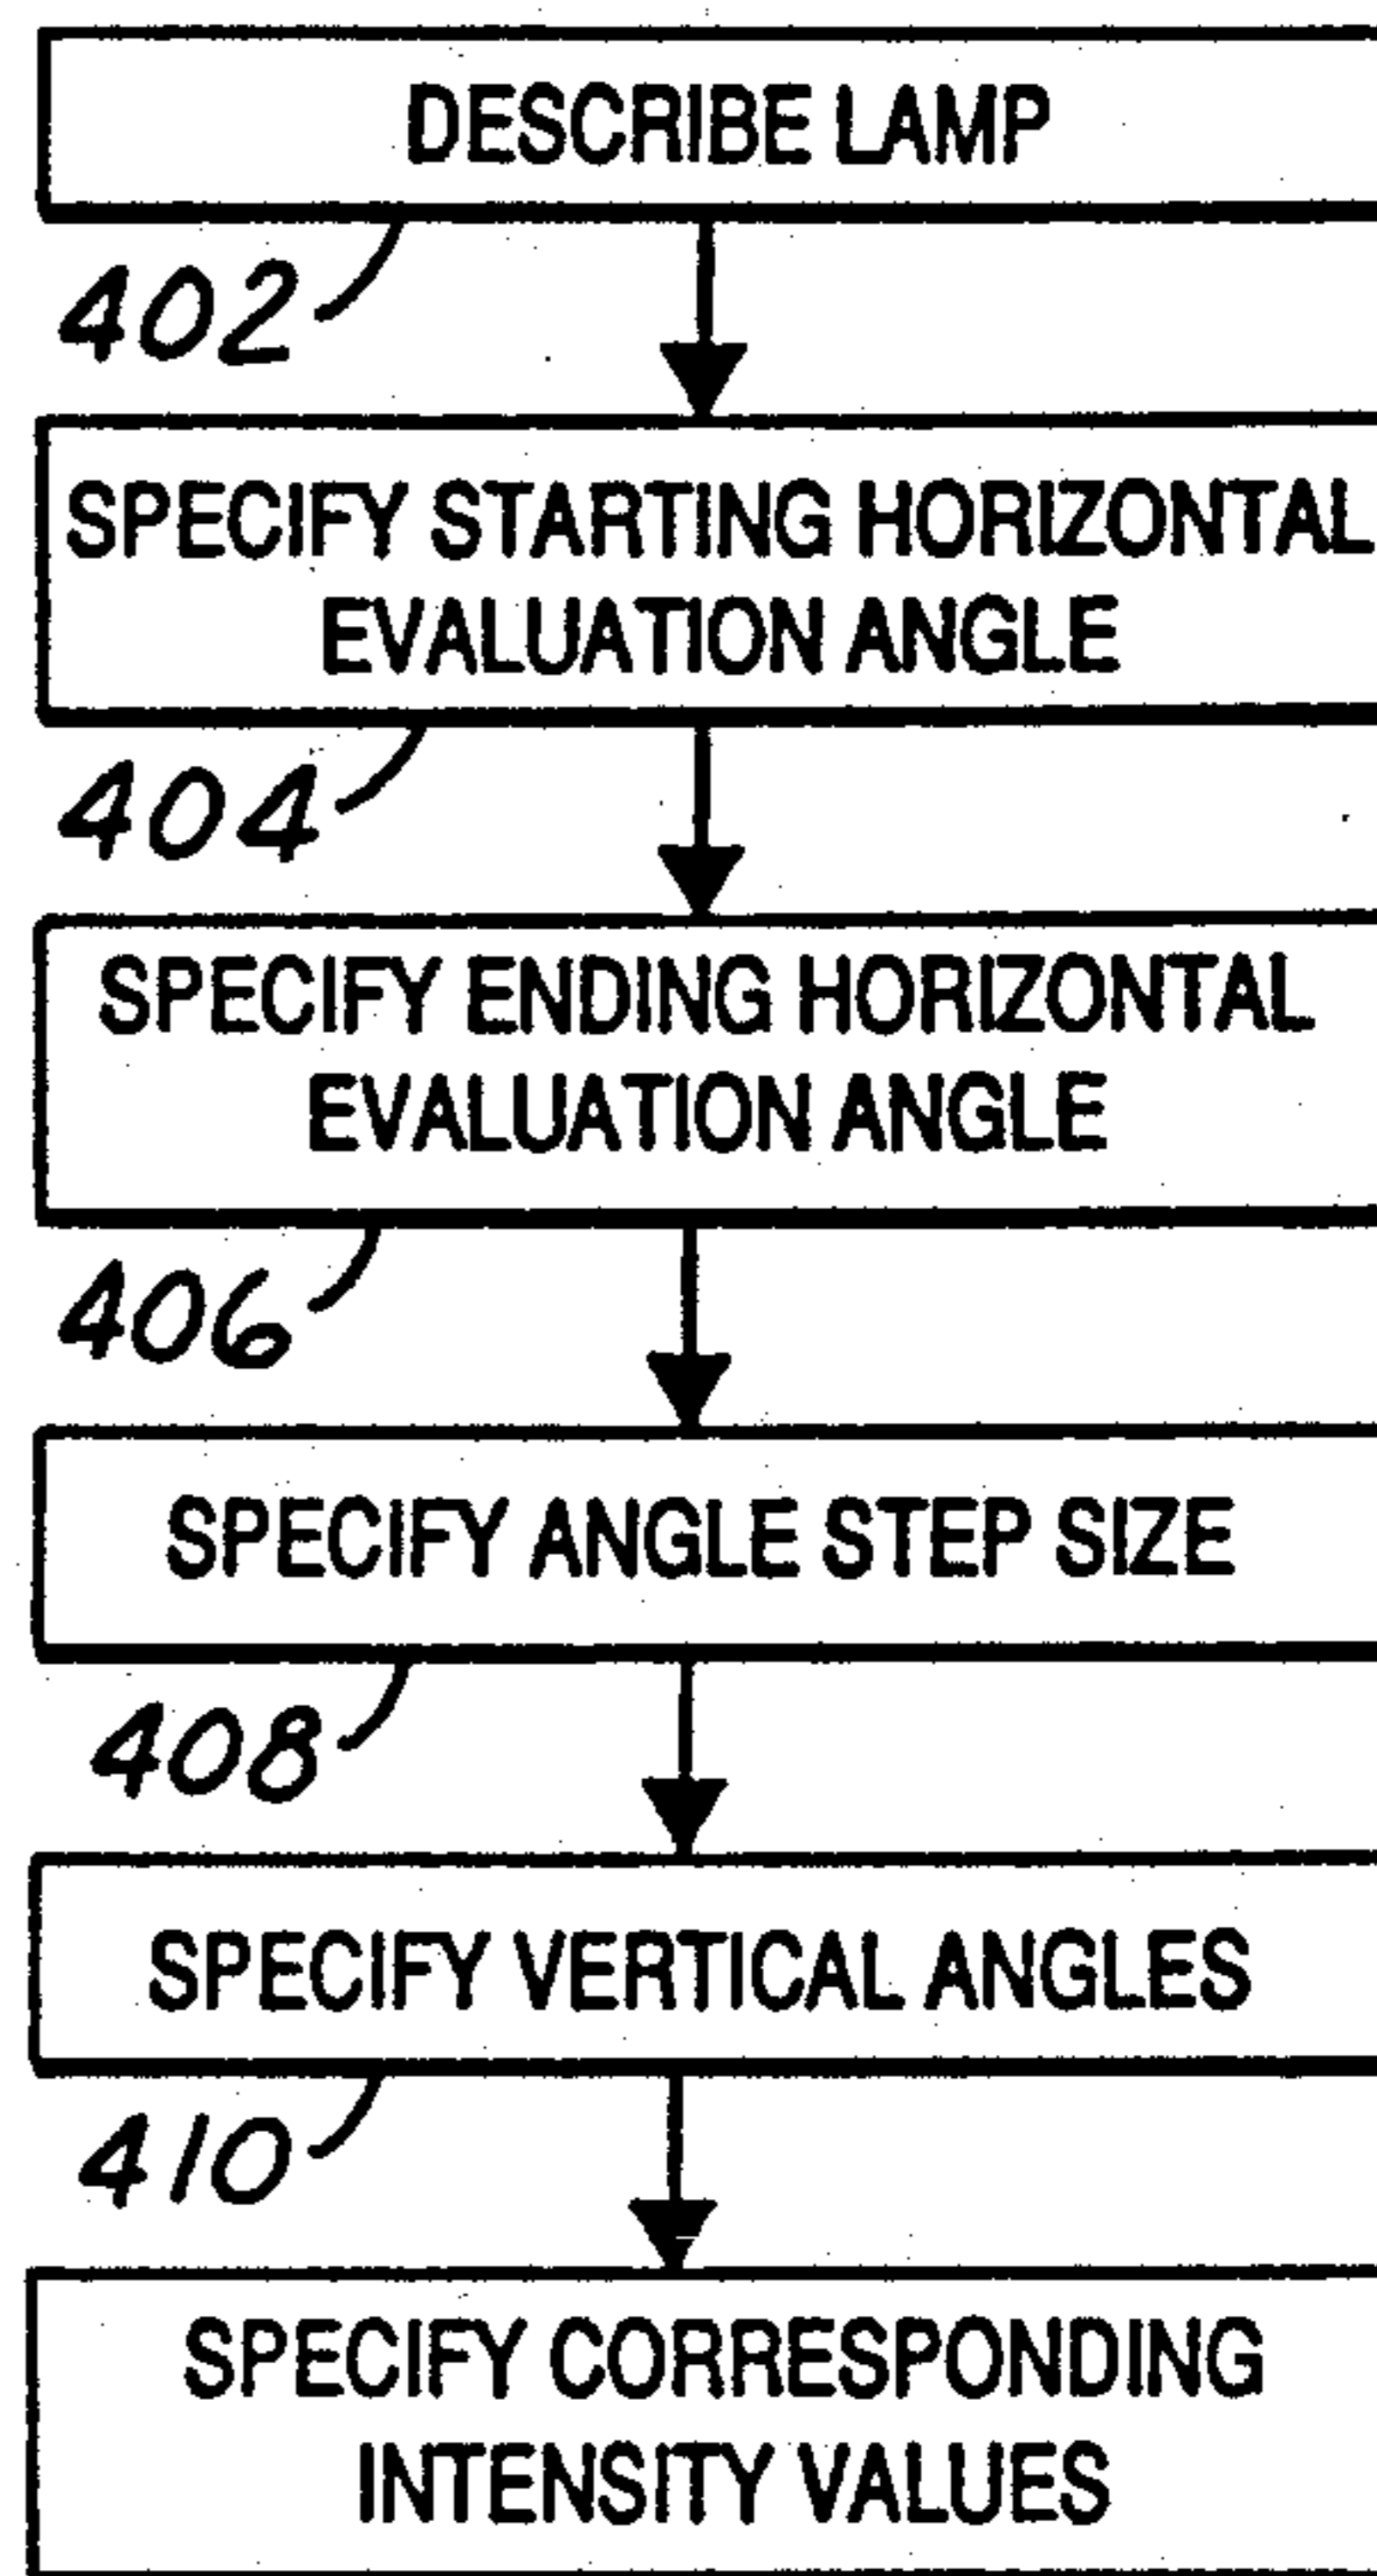 DESCRIBE LAMP
402
SPECIFY STARTING HORIZONTAL
EVALUATION ANGLE
404
SPECIFY ENDING HORIZONTAL
EVALUATION ANGLE
406
SPECIFY ANGLE STEP SIZE
408
SPECIFY VERTICAL ANGLES
410
SPECIFY CORRESPONDING
INTENSITY VALUES